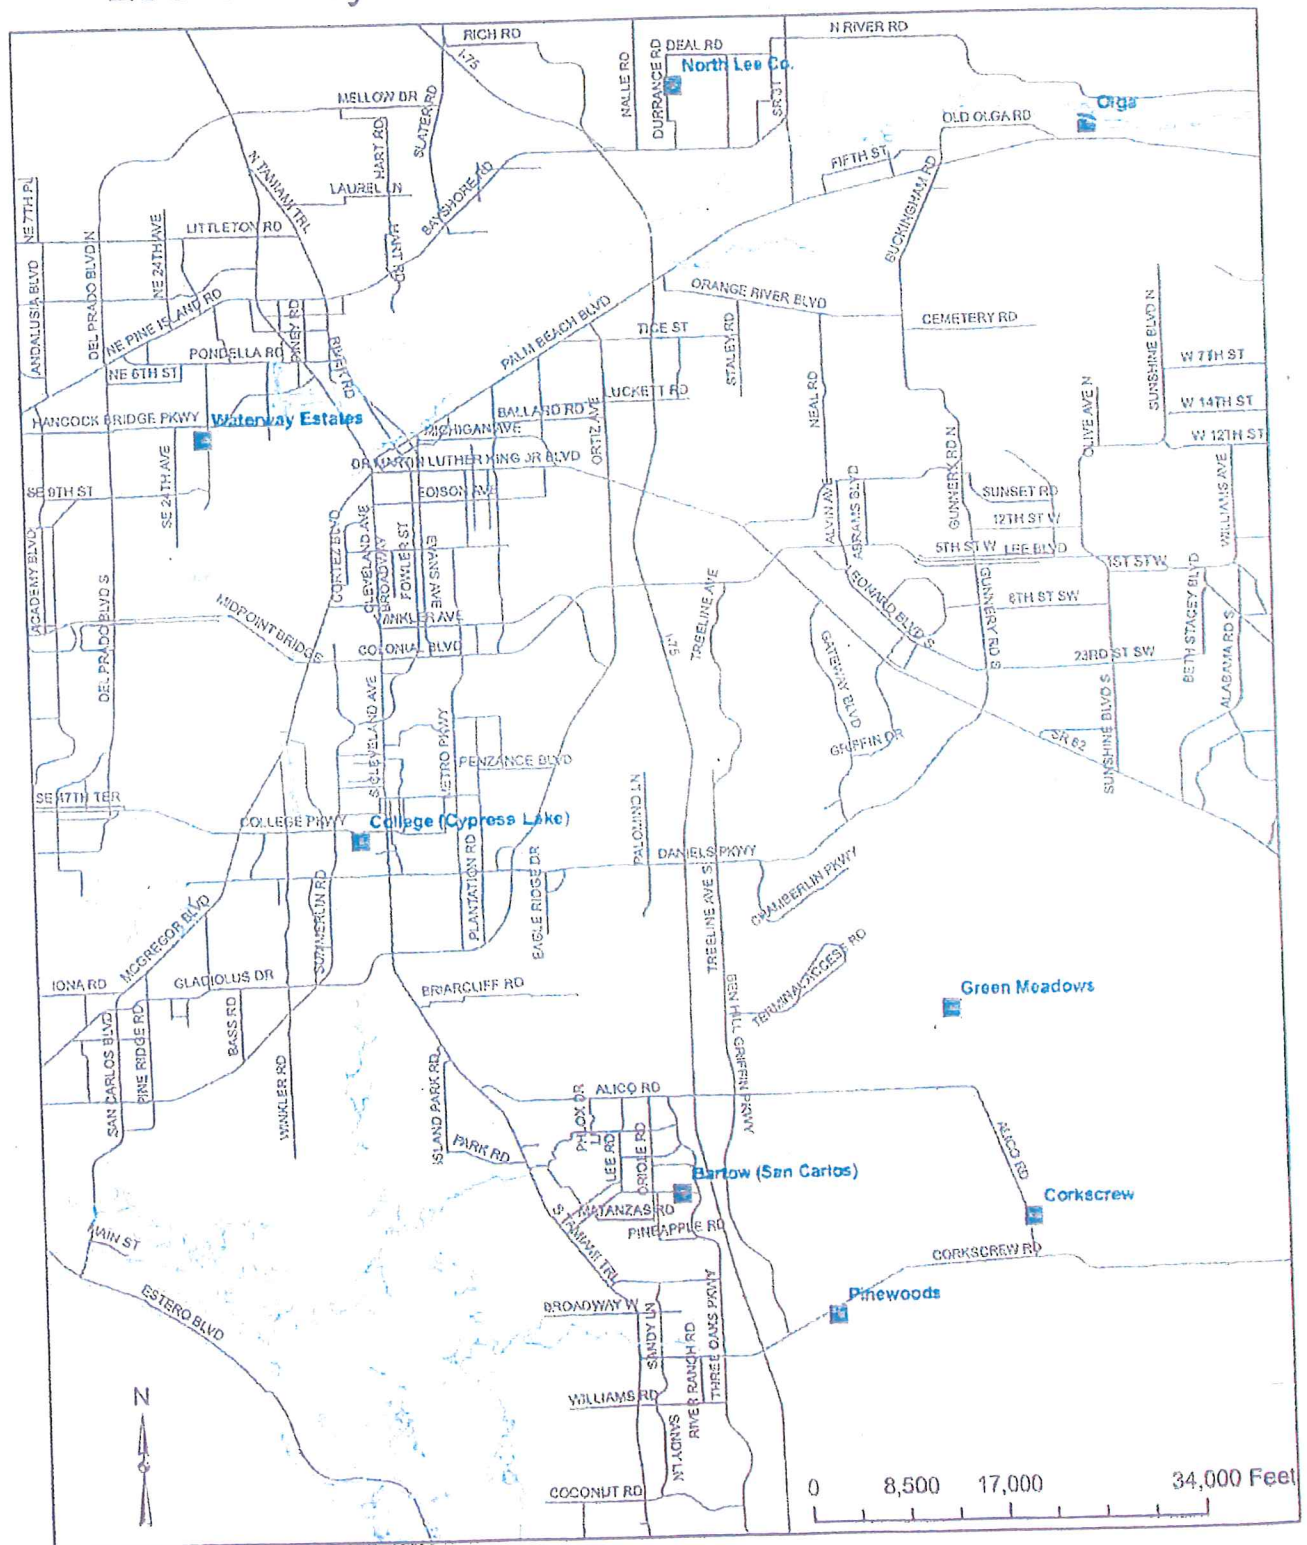 RICH RD
N RIVER RD
I-75
DEAL RD
NALLE RD
DURRANCE RD
North Lee Co.
SR 31
MELLOW DR
SLATER RD
HART RD
Olga
OLD OLGA RD
FIFTH ST
N TAMIAMI TRL
LAUREL LN
BAYSHORE RD
BUCKINGHAM RD
NE 7TH PL
NE 24TH AVE
LITTLETON RD
HART RD
DEL PRADO BLVD N
ANDALUSIA BLVD
NE PINE ISLAND RD
PINEY RD
ORANGE RIVER BLVD
SUNSHINE BLVD N
CEMETERY RD
PALM BEACH BLVD
TICE ST
STALEY RD
PONDELLA RD
RIVER RD
NE 6TH ST
W 7TH ST
LUCKETT RD
NEAL RD
OLIVE AVE N
W 14TH ST
HANCOCK BRIDGE PKWY
Waterway Estates
BALLARD RD
MICHIGAN AVE
ORTIZ AVE
W 12TH ST
DR MARTIN LUTHER KING JR BLVD
GUNNERY RD N
SE 24TH AVE
SE 9TH ST
EDISON AVE
SUNSET RD
ALVIN AVE
ABRAMS BLVD
WILLIAMS AVE
12TH ST W
CORTEZ BLVD
CLEVELAND AVE
BROADWAY
FOWLER ST
EVANS AVE
5TH ST W
LEE BLVD
1ST ST W
ACADEMY BLVD
DEL PRADO BLVD S
MIDPOINT BRIDGE
WINKLER AVE
COLONIAL BLVD
I-75
TREELINE AVE
LEONARD BLVD S
8TH ST SW
GUNNERY RD S
BETH STACEY BLVD
23RD ST SW
ALABAMA RD S
GATEWAY BLVD
GRIFFIN DR
SR 82
SUNSHINE BLVD S
S CLEVELAND AVE
METRO PKWY
PENZANCE BLVD
SE 47TH TER
COLLEGE PKWY
College (Cypress Lake)
PALOMINO LN
DANIELS PKWY
PLANTATION RD
EAGLE RIDGE DR
CHAMBERLIN PKWY
TREELINE AVE S
SUMMERLIN RD
MCGREGOR BLVD
TERMINAL ACCESS RD
IONA RD
GLADIOLUS DR
BRIARCLIFF RD
BEN HILL GRIFFIN PKWY
Green Meadows
SAN CARLOS BLVD
PINE RIDGE RD
BASS RD
WINKLER RD
ISLAND PARK RD
ALICO RD
PHLOX DR
LEE RD
ORIOLE RD
PARK RD
ALICO RD
Bartow (San Carlos)
Corkscrew
MATANZAS RD
PINEAPPLE RD
S TAMIAMI TRL
MAIN ST
CORKSCREW RD
ESTERO BLVD
BROADWAY W
SANDY LN
RIVER RANCH RD
THREE OAKS PKWY
Pinewoods
WILLIAMS RD
SANDY LN
COCONUT RD
N
0 8,500 17,000 34,000 Feet